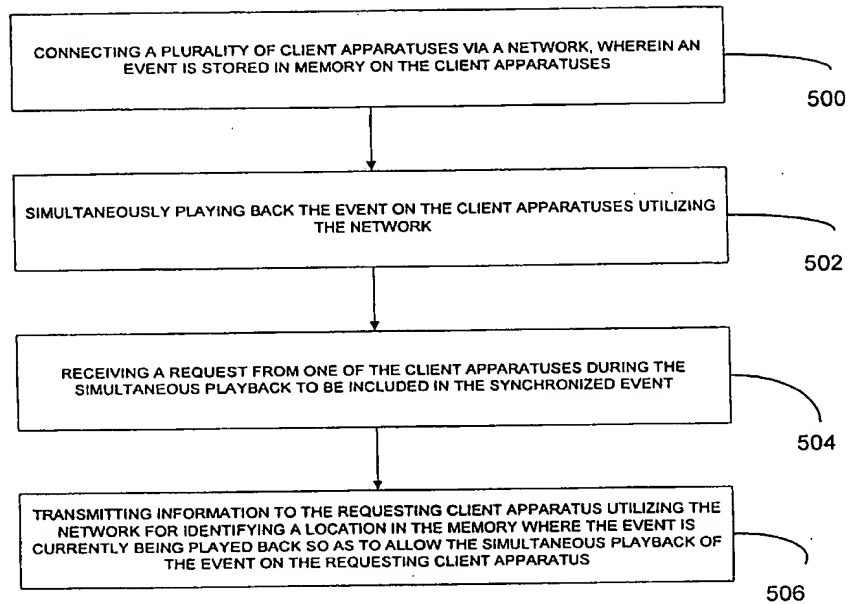 CONNECTING A PLURALITY OF CLIENT APPARATUSES VIA A NETWORK, WHEREIN AN
EVENT IS STORED IN MEMORY ON THE CLIENT APPARATUSES
500
SIMULTANEOUSLY PLAYING BACK THE EVENT ON THE CLIENT APPARATUSES UTILIZING
THE NETWORK
502
RECEIVING A REQUEST FROM ONE OF THE CLIENT APPARATUSES DURING THE
SIMULTANEOUS PLAYBACK TO BE INCLUDED IN THE SYNCHRONIZED EVENT
504
TRANSMITTING INFORMATION TO THE REQUESTING CLIENT APPARATUS UTILIZING THE
NETWORK FOR IDENTIFYING A LOCATION IN THE MEMORY WHERE THE EVENT IS
CURRENTLY BEING PLAYED BACK SO AS TO ALLOW THE SIMULTANEOUS PLAYBACK OF
THE EVENT ON THE REQUESTING CLIENT APPARATUS
506